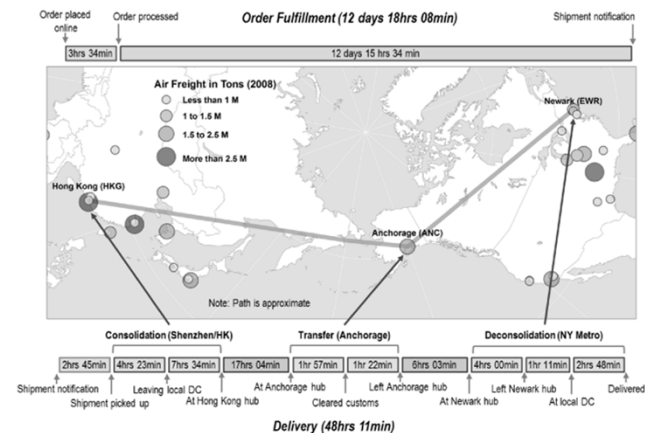 Order Fulfillment (12 days 18hrs 08min)
Order placed
online
Order processed
Shipment notification
3hrs 34min
12 days 15 hrs 34 min
Air Freight in Tons (2008)
Less than 1 M
1 to 1.5 M
1.5 to 2.5 M
More than 2.5 M
Newark (EWR)
Hong Kong (HKG)
Anchorage (ANC)
Note: Path is approximate
Consolidation (Shenzhen/HK)
Transfer (Anchorage)
Deconsolidation (NY Metro)
2hrs 45min
4hrs 23min
7hrs 34min
17hrs 04min
1hr 57min
1hr 22min
6hrs 03min
4hrs 00min
1hr 11min
2hrs 48min
Shipment notification
Shipment picked up
Leaving local DC
At Hong Kong hub
At Anchorage hub
Cleared customs
Left Anchorage hub
At Newark hub
Left Newark hub
At local DC
Delivered
Delivery (48hrs 11min)